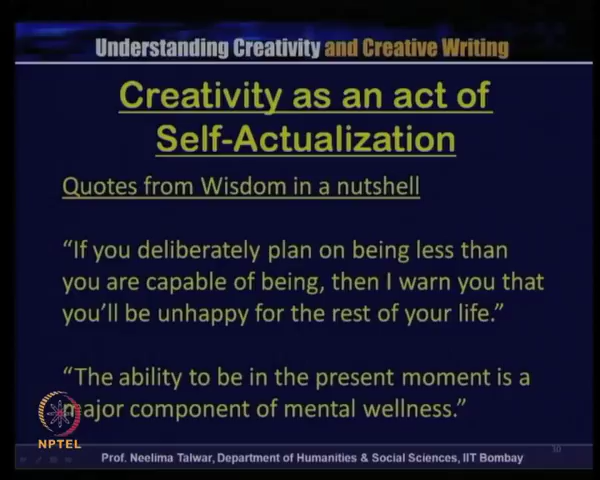 Understanding Creativity and Creative Writing
Creativity as an act of
Self-Actualization
Quotes from Wisdom in a nutshell
“If you deliberately plan on being less than
you are capable of being, then I warn you that
you’ll be unhappy for the rest of your life.”
“The ability to be in the present moment is a
major component of mental wellness.”
NPTEL
Prof. Neelima Talwar, Department of Humanities & Social Sciences, IIT Bombay
10